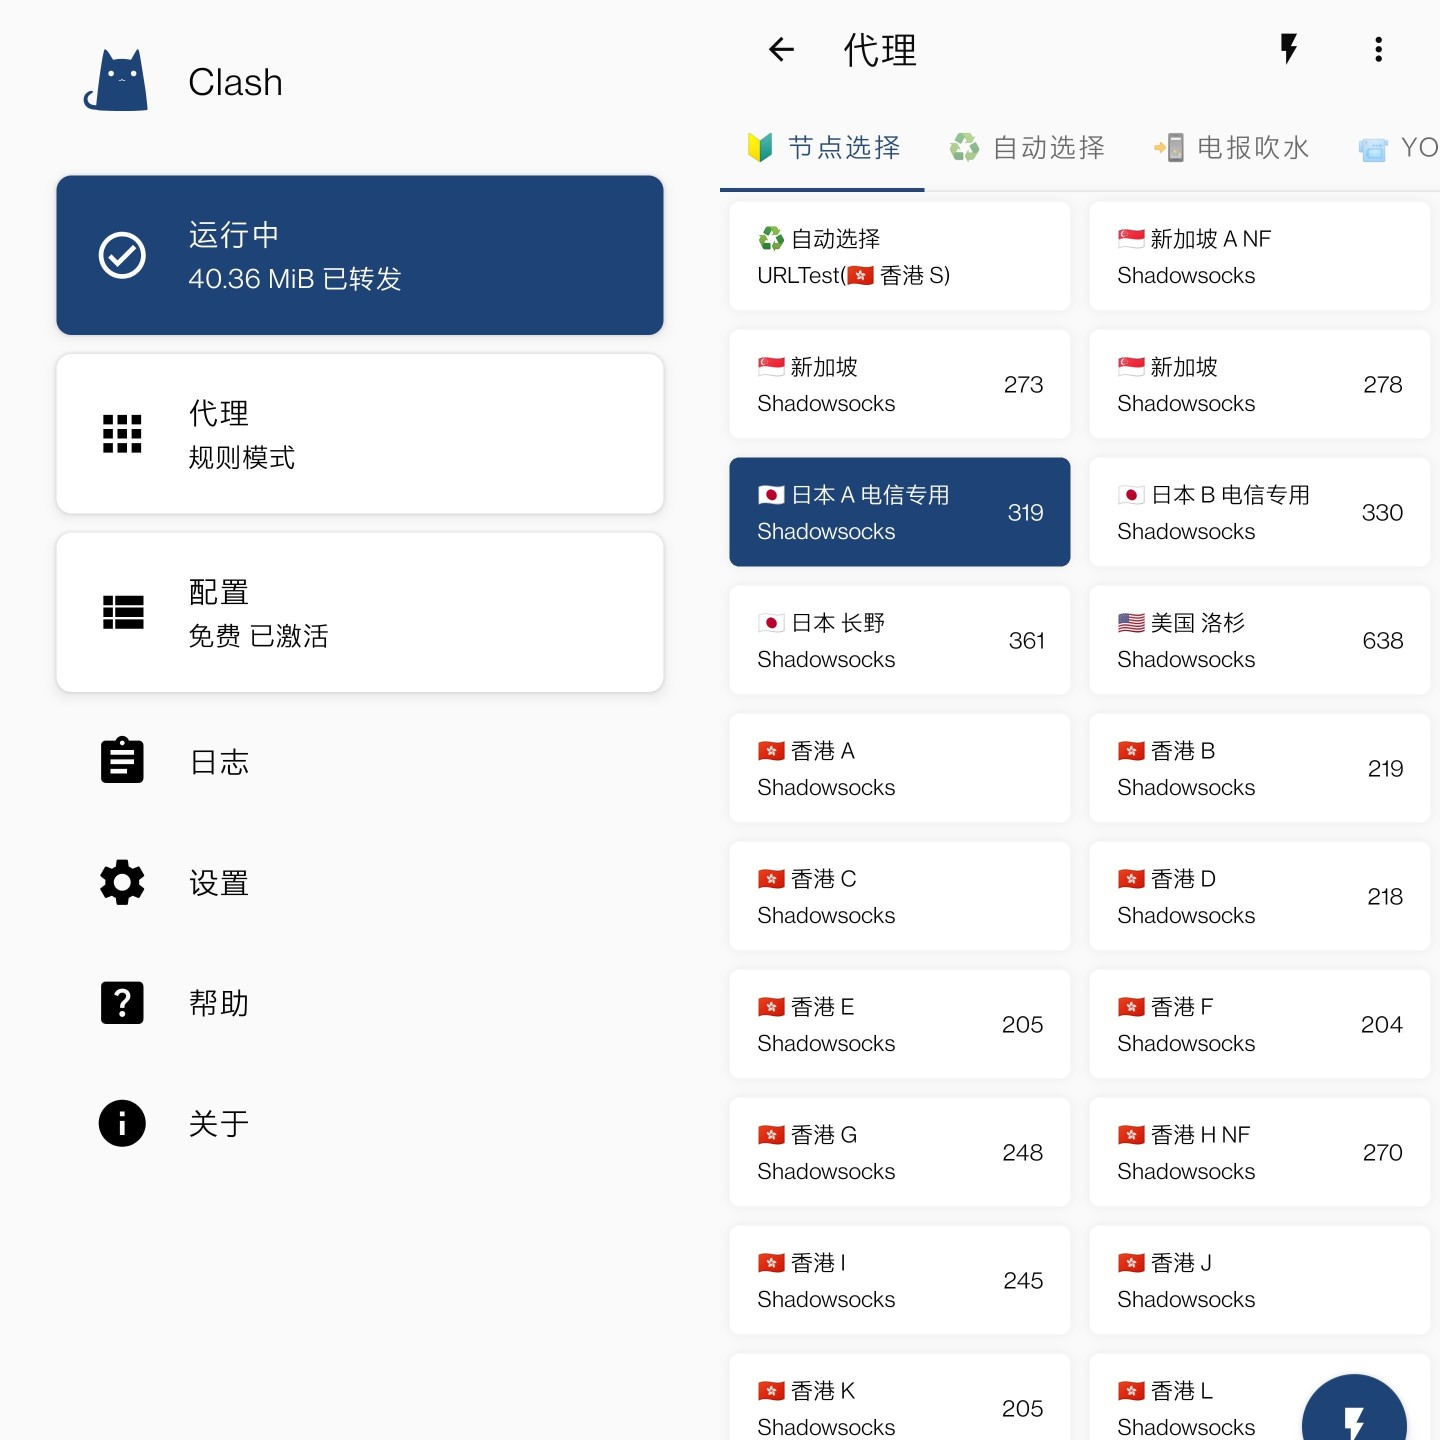 Clash
运行中
40.36 MiB 已转发
代理
规则模式
配置
免费 已激活
日志
设置
帮助
关于
代理
节点选择 自动选择 电报吹水 YO
自动选择
URLTest(🇭🇰 香港 S)
新加坡 A NF
Shadowsocks
新加坡
Shadowsocks
273
新加坡
Shadowsocks
278
日本 A 电信专用
Shadowsocks
319
日本 B 电信专用
Shadowsocks
330
日本 长野
Shadowsocks
361
美国 洛杉
Shadowsocks
638
香港 A
Shadowsocks
香港 B
Shadowsocks
219
香港 C
Shadowsocks
香港 D
Shadowsocks
218
香港 E
Shadowsocks
205
香港 F
Shadowsocks
204
香港 G
Shadowsocks
248
香港 H NF
Shadowsocks
270
香港 I
Shadowsocks
245
香港 J
Shadowsocks
香港 K
Shadowsocks
205
香港 L
Shadowsocks